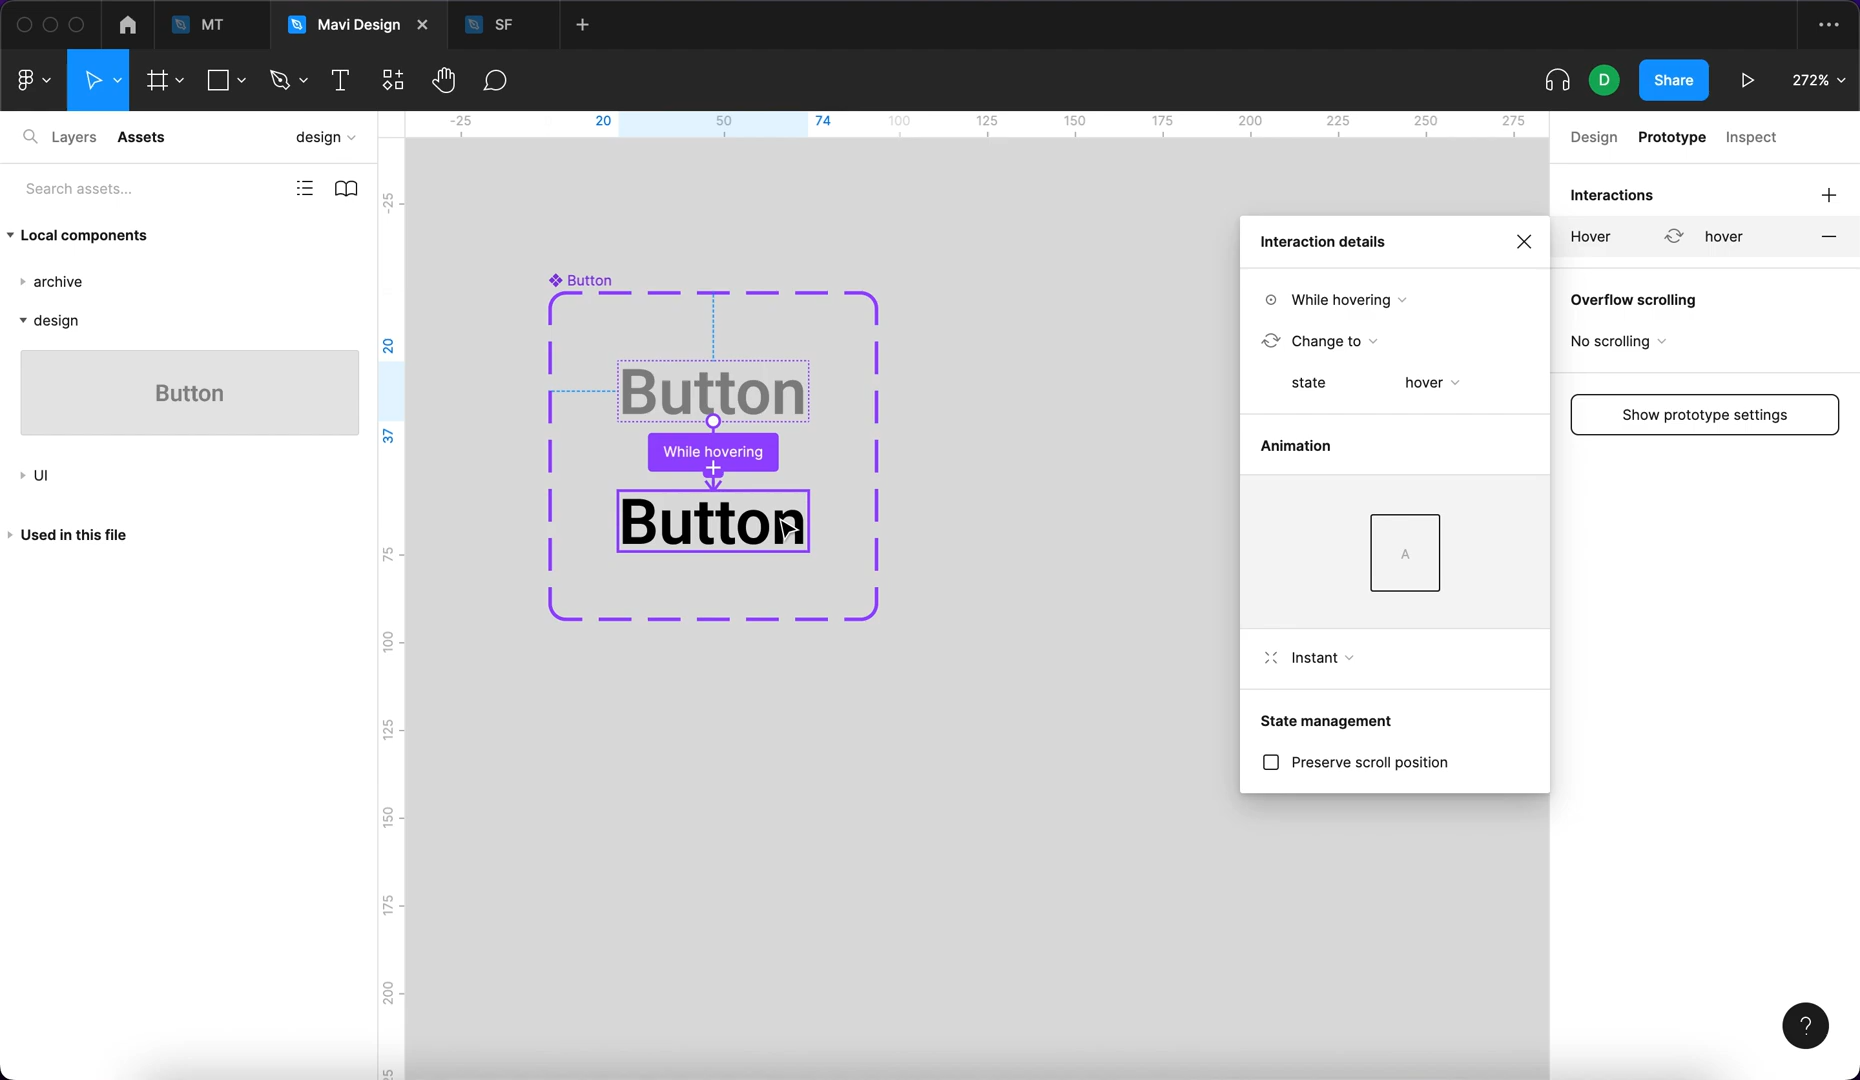 MT
Mavi Design
SF
D
Share
272%
Layers
Assets
design
Search assets...
Local components
archive
design
Button
UI
Used in this file
-25
20
50
74
100
125
150
175
200
225
250
275
-25
20
37
75
100
125
150
175
200
Button
Button
While hovering
Button
Interaction details
While hovering
Change to
state
hover
Animation
A
Instant
State management
Preserve scroll position
Design
Prototype
Inspect
Interactions
Hover
hover
Overflow scrolling
No scrolling
Show prototype settings
?